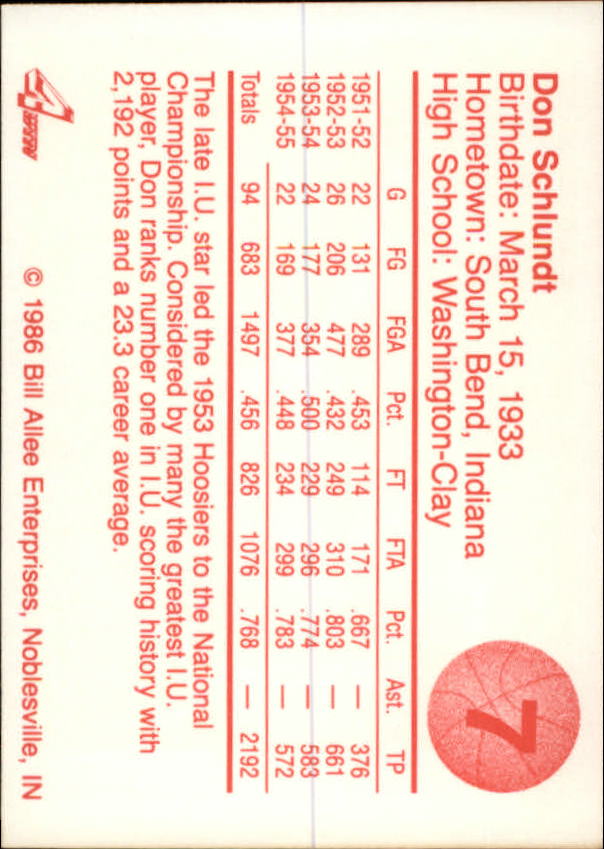 Don Schlundt
Birthdate: March 15, 1933
Hometown: South Bend, Indiana
High School: Washington-Clay
7
G FG FGA Pct. FT FTA Pct. Ast. TP
1951-52 22 131 289 .453 114 171 .667 — 376
1952-53 26 206 477 .432 249 310 .803 — 661
1953-54 24 177 354 .500 229 296 .774 — 583
1954-55 22 169 377 .448 234 299 .783 — 572
Totals 94 683 1497 .456 826 1076 .768 — 2192
The late I.U. star led the 1953 Hoosiers to the National
Championship. Considered by many the greatest I.U.
player, Don ranks number one in I.U. scoring history with
2,192 points and a 23.3 career average.
© 1986 Bill Allee Enterprises, Noblesville, IN